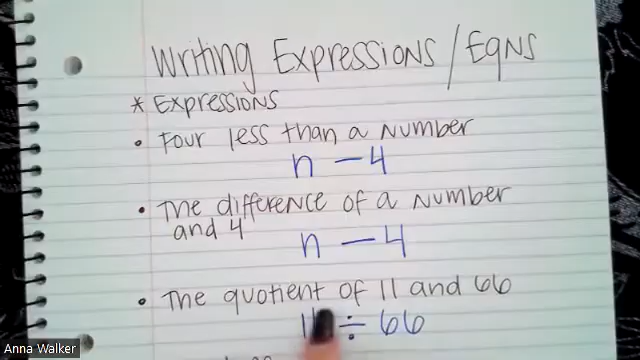 Writing Expressions/Eqns
* Expressions
• Four less than a number
n - 4
• The difference of a number
and 4
n - 4
• The quotient of 11 and 66
÷ 66
Anna Walker